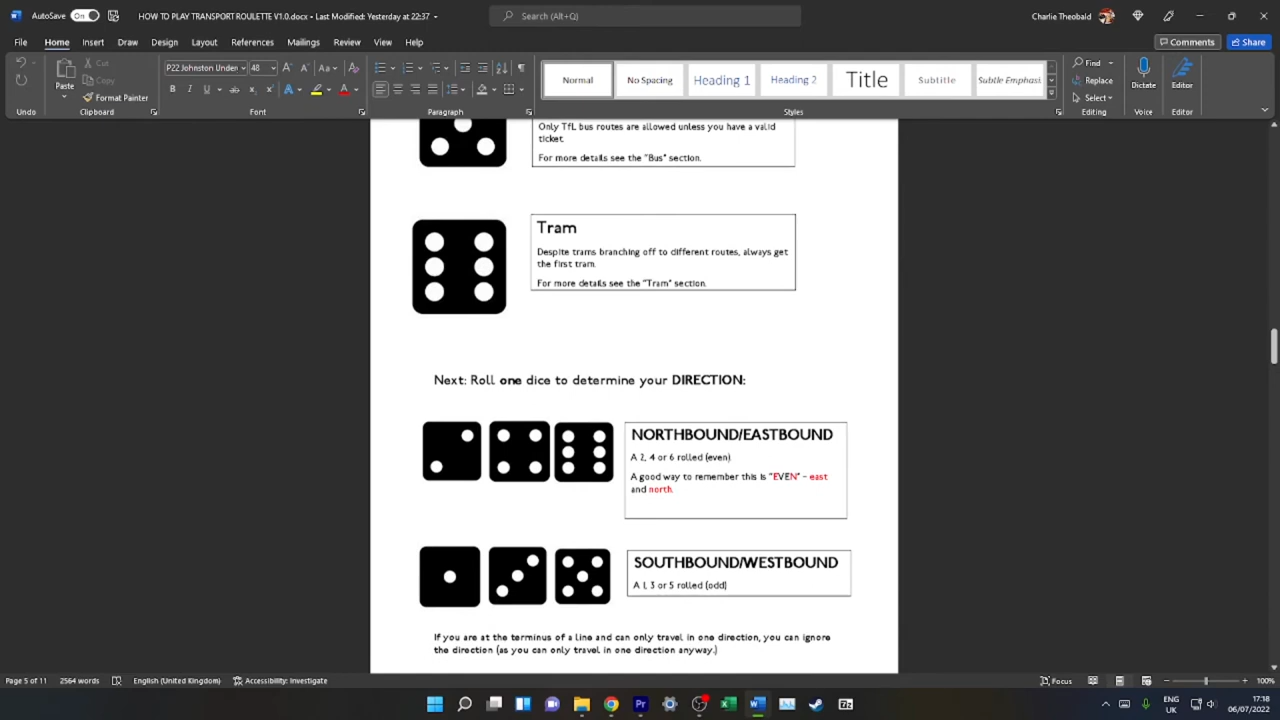 AutoSave On HOW TO PLAY TRANSPORT ROULETTE V1.0.docx • Last Modified: Yesterday at 22:37 Search (Alt+Q) Charlie Theobald
File Home Insert Draw Design Layout References Mailings Review View Help Comments Share
Paste Cut Copy Format Painter
P22 Johnston Under 48
Normal No Spacing Heading 1 Heading 2 Title Subtitle Subtle Emphasis
Find Replace Select Dictate Editor
Undo Clipboard Font Paragraph Styles Editing Voice Editor
Only TfL bus routes are allowed unless you have a valid
ticket.
For more details see the "Bus" section.
Tram
Despite trams branching off to different routes, always get
the first tram.
For more details see the "Tram" section.
Next: Roll one dice to determine your DIRECTION:
NORTHBOUND/EASTBOUND
A 2, 4 or 6 rolled (even).
A good way to remember this is "EVEN" - east
and north.
SOUTHBOUND/WESTBOUND
A 1, 3 or 5 rolled (odd)
If you are at the terminus of a line and can only travel in one direction, you can ignore
the direction (as you can only travel in one direction anyway.)
Page 5 of 11 2564 words English (United Kingdom) Accessibility: Investigate Focus 100%
ENG
UK
17:18
06/07/2022